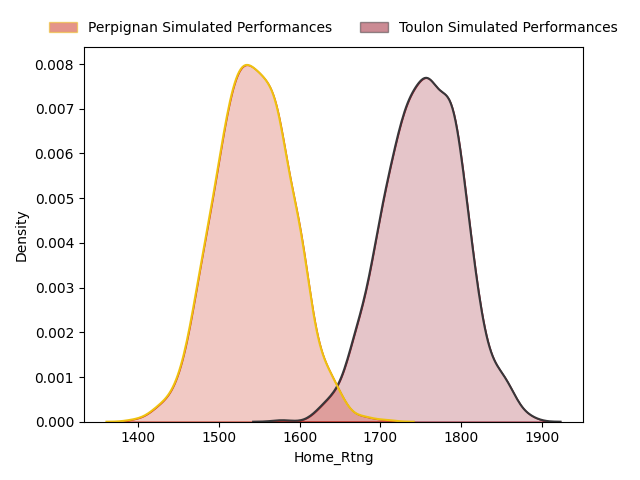 Perpignan Simulated Performances Toulon Simulated Performances
0.008
0.007
0.006
0.005
0.004
0.003
0.002
0.001
0.000
Density
1400 1500 1600 1700 1800 1900
Home_Rtng